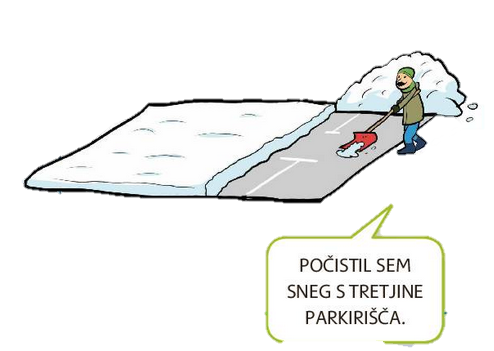 POČISTIL SEM
SNEG S TRETJINE
PARKIRIŠČA.